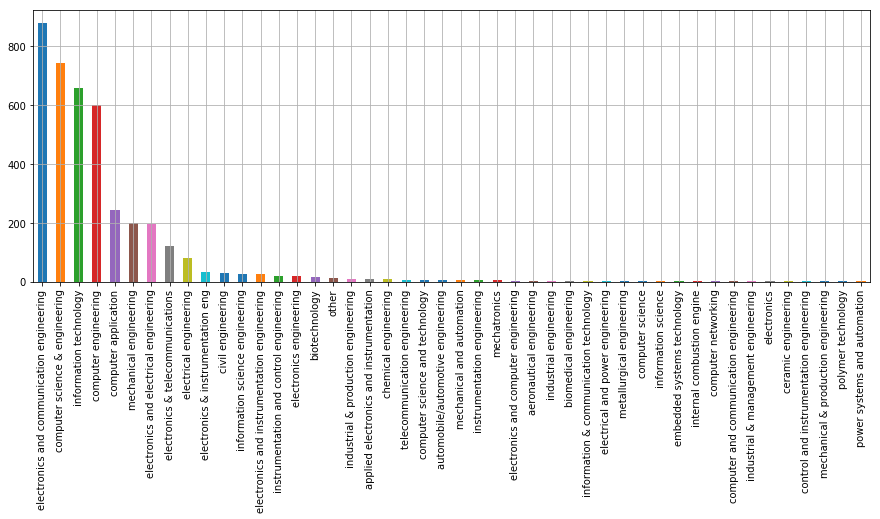 800
600
400
200
0
electronics and communication engineering
computer science & engineering
information technology
computer engineering
computer application
mechanical engineering
electronics and electrical engineering
electronics & telecommunications
electrical engineering
electronics & instrumentation eng
civil engineering
information science engineering
electronics and instrumentation engineering
instrumentation and control engineering
electronics engineering
biotechnology
other
industrial & production engineering
applied electronics and instrumentation
chemical engineering
telecommunication engineering
computer science and technology
automobile/automotive engineering
mechanical and automation
instrumentation engineering
mechatronics
electronics and computer engineering
aeronautical engineering
industrial engineering
biomedical engineering
information & communication technology
electrical and power engineering
metallurgical engineering
computer science
information science
embedded systems technology
internal combustion engine
computer networking
computer and communication engineering
industrial & management engineering
electronics
ceramic engineering
control and instrumentation engineering
mechanical & production engineering
polymer technology
power systems and automation